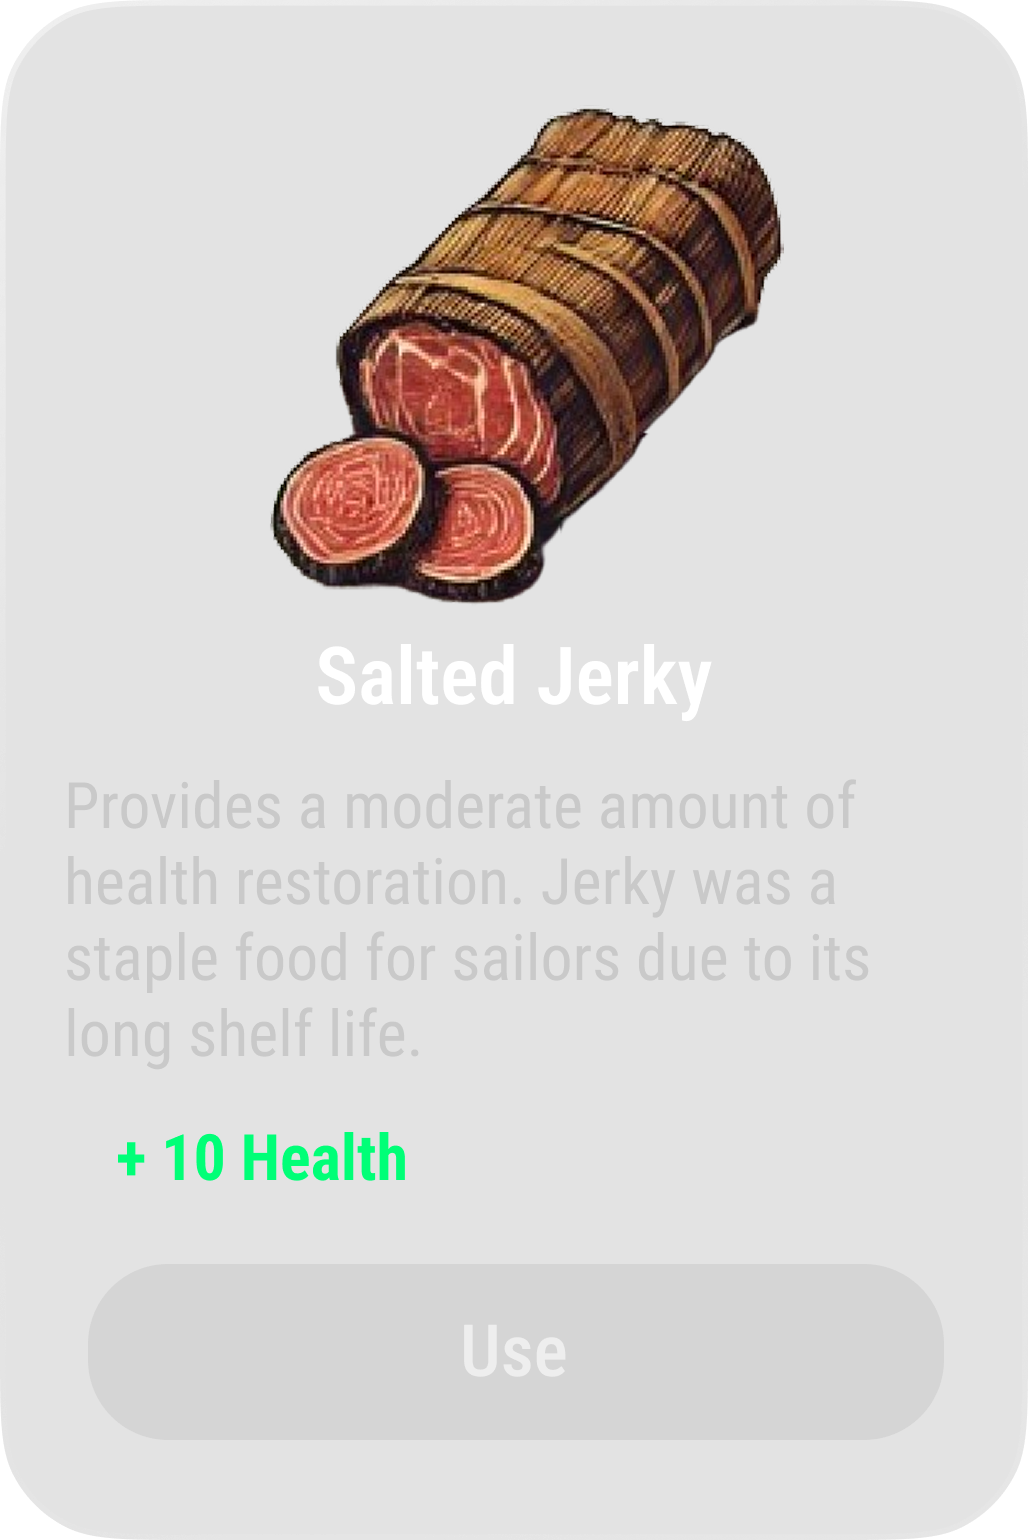 Salted Jerky
Provides a moderate amount of
health restoration. Jerky was a
staple food for sailors due to its
long shelf life.
+ 10 Health
Use